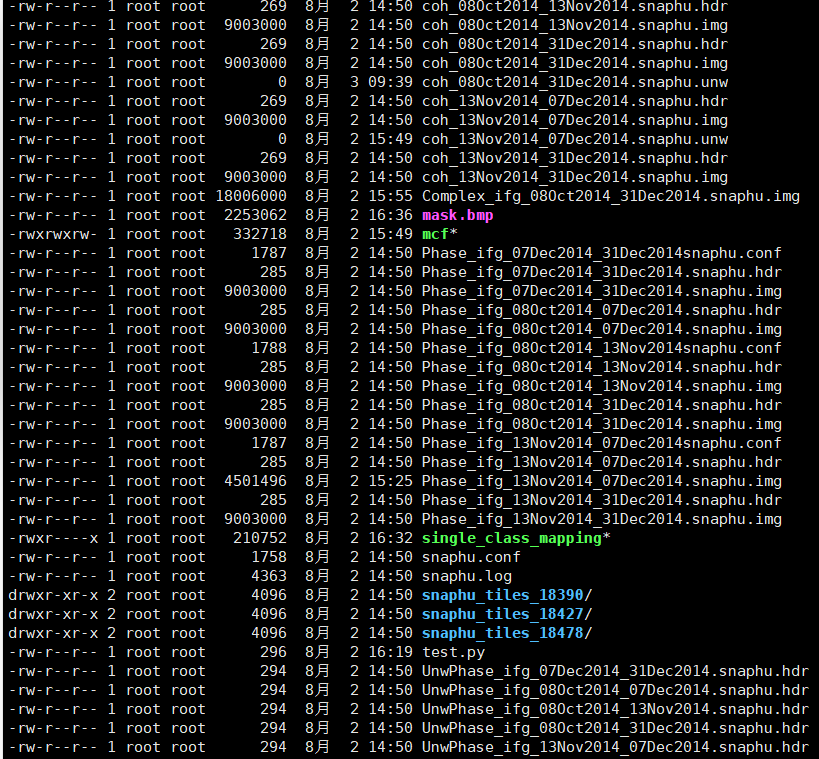 -rw-r--r-- 1 root root      269  8月   2 14:50 coh_08Oct2014_13Nov2014.snaphu.hdr
-rw-r--r-- 1 root root  9003000  8月   2 14:50 coh_08Oct2014_13Nov2014.snaphu.img
-rw-r--r-- 1 root root      269  8月   2 14:50 coh_08Oct2014_31Dec2014.snaphu.hdr
-rw-r--r-- 1 root root  9003000  8月   2 14:50 coh_08Oct2014_31Dec2014.snaphu.img
-rw-r--r-- 1 root root        0  8月   3 09:39 coh_08Oct2014_31Dec2014.snaphu.unw
-rw-r--r-- 1 root root      269  8月   2 14:50 coh_13Nov2014_07Dec2014.snaphu.hdr
-rw-r--r-- 1 root root  9003000  8月   2 14:50 coh_13Nov2014_07Dec2014.snaphu.img
-rw-r--r-- 1 root root        0  8月   2 15:49 coh_13Nov2014_07Dec2014.snaphu.unw
-rw-r--r-- 1 root root      269  8月   2 14:50 coh_13Nov2014_31Dec2014.snaphu.hdr
-rw-r--r-- 1 root root  9003000  8月   2 14:50 coh_13Nov2014_31Dec2014.snaphu.img
-rw-r--r-- 1 root root 18006000  8月   2 15:55 Complex_ifg_08Oct2014_31Dec2014.snaphu.img
-rw-r--r-- 1 root root  2253062  8月   2 16:36 mask.bmp
-rwxrwxrw- 1 root root   332718  8月   2 15:49 mcf*
-rw-r--r-- 1 root root     1787  8月   2 14:50 Phase_ifg_07Dec2014_31Dec2014snaphu.conf
-rw-r--r-- 1 root root      285  8月   2 14:50 Phase_ifg_07Dec2014_31Dec2014.snaphu.hdr
-rw-r--r-- 1 root root  9003000  8月   2 14:50 Phase_ifg_07Dec2014_31Dec2014.snaphu.img
-rw-r--r-- 1 root root      285  8月   2 14:50 Phase_ifg_08Oct2014_07Dec2014.snaphu.hdr
-rw-r--r-- 1 root root  9003000  8月   2 14:50 Phase_ifg_08Oct2014_07Dec2014.snaphu.img
-rw-r--r-- 1 root root     1788  8月   2 14:50 Phase_ifg_08Oct2014_13Nov2014snaphu.conf
-rw-r--r-- 1 root root      285  8月   2 14:50 Phase_ifg_08Oct2014_13Nov2014.snaphu.hdr
-rw-r--r-- 1 root root  9003000  8月   2 14:50 Phase_ifg_08Oct2014_13Nov2014.snaphu.img
-rw-r--r-- 1 root root      285  8月   2 14:50 Phase_ifg_08Oct2014_31Dec2014.snaphu.hdr
-rw-r--r-- 1 root root  9003000  8月   2 14:50 Phase_ifg_08Oct2014_31Dec2014.snaphu.img
-rw-r--r-- 1 root root     1787  8月   2 14:50 Phase_ifg_13Nov2014_07Dec2014snaphu.conf
-rw-r--r-- 1 root root      285  8月   2 14:50 Phase_ifg_13Nov2014_07Dec2014.snaphu.hdr
-rw-r--r-- 1 root root  4501496  8月   2 15:25 Phase_ifg_13Nov2014_07Dec2014.snaphu.img
-rw-r--r-- 1 root root      285  8月   2 14:50 Phase_ifg_13Nov2014_31Dec2014.snaphu.hdr
-rw-r--r-- 1 root root  9003000  8月   2 14:50 Phase_ifg_13Nov2014_31Dec2014.snaphu.img
-rwxr----x 1 root root   210752  8月   2 16:32 single_class_mapping*
-rw-r--r-- 1 root root     1758  8月   2 14:50 snaphu.conf
-rw-r--r-- 1 root root     4363  8月   2 14:50 snaphu.log
drwxr-xr-x 2 root root     4096  8月   2 14:50 snaphu_tiles_18390/
drwxr-xr-x 2 root root     4096  8月   2 14:50 snaphu_tiles_18427/
drwxr-xr-x 2 root root     4096  8月   2 14:50 snaphu_tiles_18478/
-rw-r--r-- 1 root root      296  8月   2 16:19 test.py
-rw-r--r-- 1 root root      294  8月   2 14:50 UnwPhase_ifg_07Dec2014_31Dec2014.snaphu.hdr
-rw-r--r-- 1 root root      294  8月   2 14:50 UnwPhase_ifg_08Oct2014_07Dec2014.snaphu.hdr
-rw-r--r-- 1 root root      294  8月   2 14:50 UnwPhase_ifg_08Oct2014_13Nov2014.snaphu.hdr
-rw-r--r-- 1 root root      294  8月   2 14:50 UnwPhase_ifg_08Oct2014_31Dec2014.snaphu.hdr
-rw-r--r-- 1 root root      294  8月   2 14:50 UnwPhase_ifg_13Nov2014_07Dec2014.snaphu.hdr